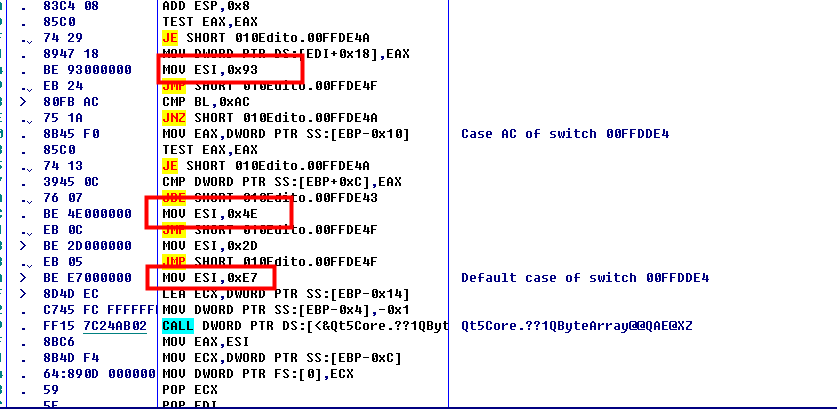 . 83C4 08 ADD ESP,0x8
. 85C0 TEST EAX,EAX
. 74 29 JE SHORT 010Edito.00FFDE4A
. 8947 18 MOV DWORD PTR DS:[EDI+0x18],EAX
. BE 93000000 MOV ESI,0x93
. EB 24 JMP SHORT 010Edito.00FFDE4F
> 80FB AC CMP BL,0xAC
. 75 1A JNZ SHORT 010Edito.00FFDE4A
. 8B45 F0 MOV EAX,DWORD PTR SS:[EBP-0x10] Case AC of switch 00FFDDE4
. 85C0 TEST EAX,EAX
. 74 13 JE SHORT 010Edito.00FFDE4A
. 3945 0C CMP DWORD PTR SS:[EBP+0xC],EAX
. 76 07 JBE SHORT 010Edito.00FFDE43
. BE 4E000000 MOV ESI,0x4E
. EB 0C JMP SHORT 010Edito.00FFDE4F
> BE 2D000000 MOV ESI,0x2D
. EB 05 JMP SHORT 010Edito.00FFDE4F
> BE E7000000 MOV ESI,0xE7 Default case of switch 00FFDDE4
> 8D4D EC LEA ECX,DWORD PTR SS:[EBP-0x14]
. C745 FC FFFFFF MOV DWORD PTR SS:[EBP-0x4],-0x1
. FF15 7C24AB02 CALL DWORD PTR DS:[<&Qt5Core.??1QByt Qt5Core.??1QByteArray@@QAE@XZ
. 8BC6 MOV EAX,ESI
. 8B4D F4 MOV ECX,DWORD PTR SS:[EBP-0xC]
. 64:890D 000000 MOV DWORD PTR FS:[0],ECX
. 59 POP ECX
. 5F POP EDI